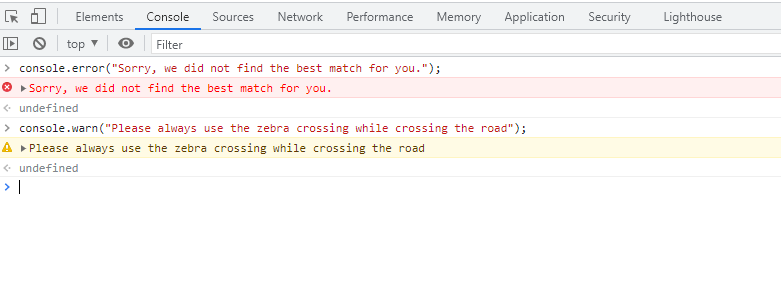 Elements Console Sources Network Performance Memory Application Security Lighthouse
top ▼ Filter
> console.error("Sorry, we did not find the best match for you.");
▶Sorry, we did not find the best match for you.
undefined
> console.warn("Please always use the zebra crossing while crossing the road");
▶Please always use the zebra crossing while crossing the road
undefined
>